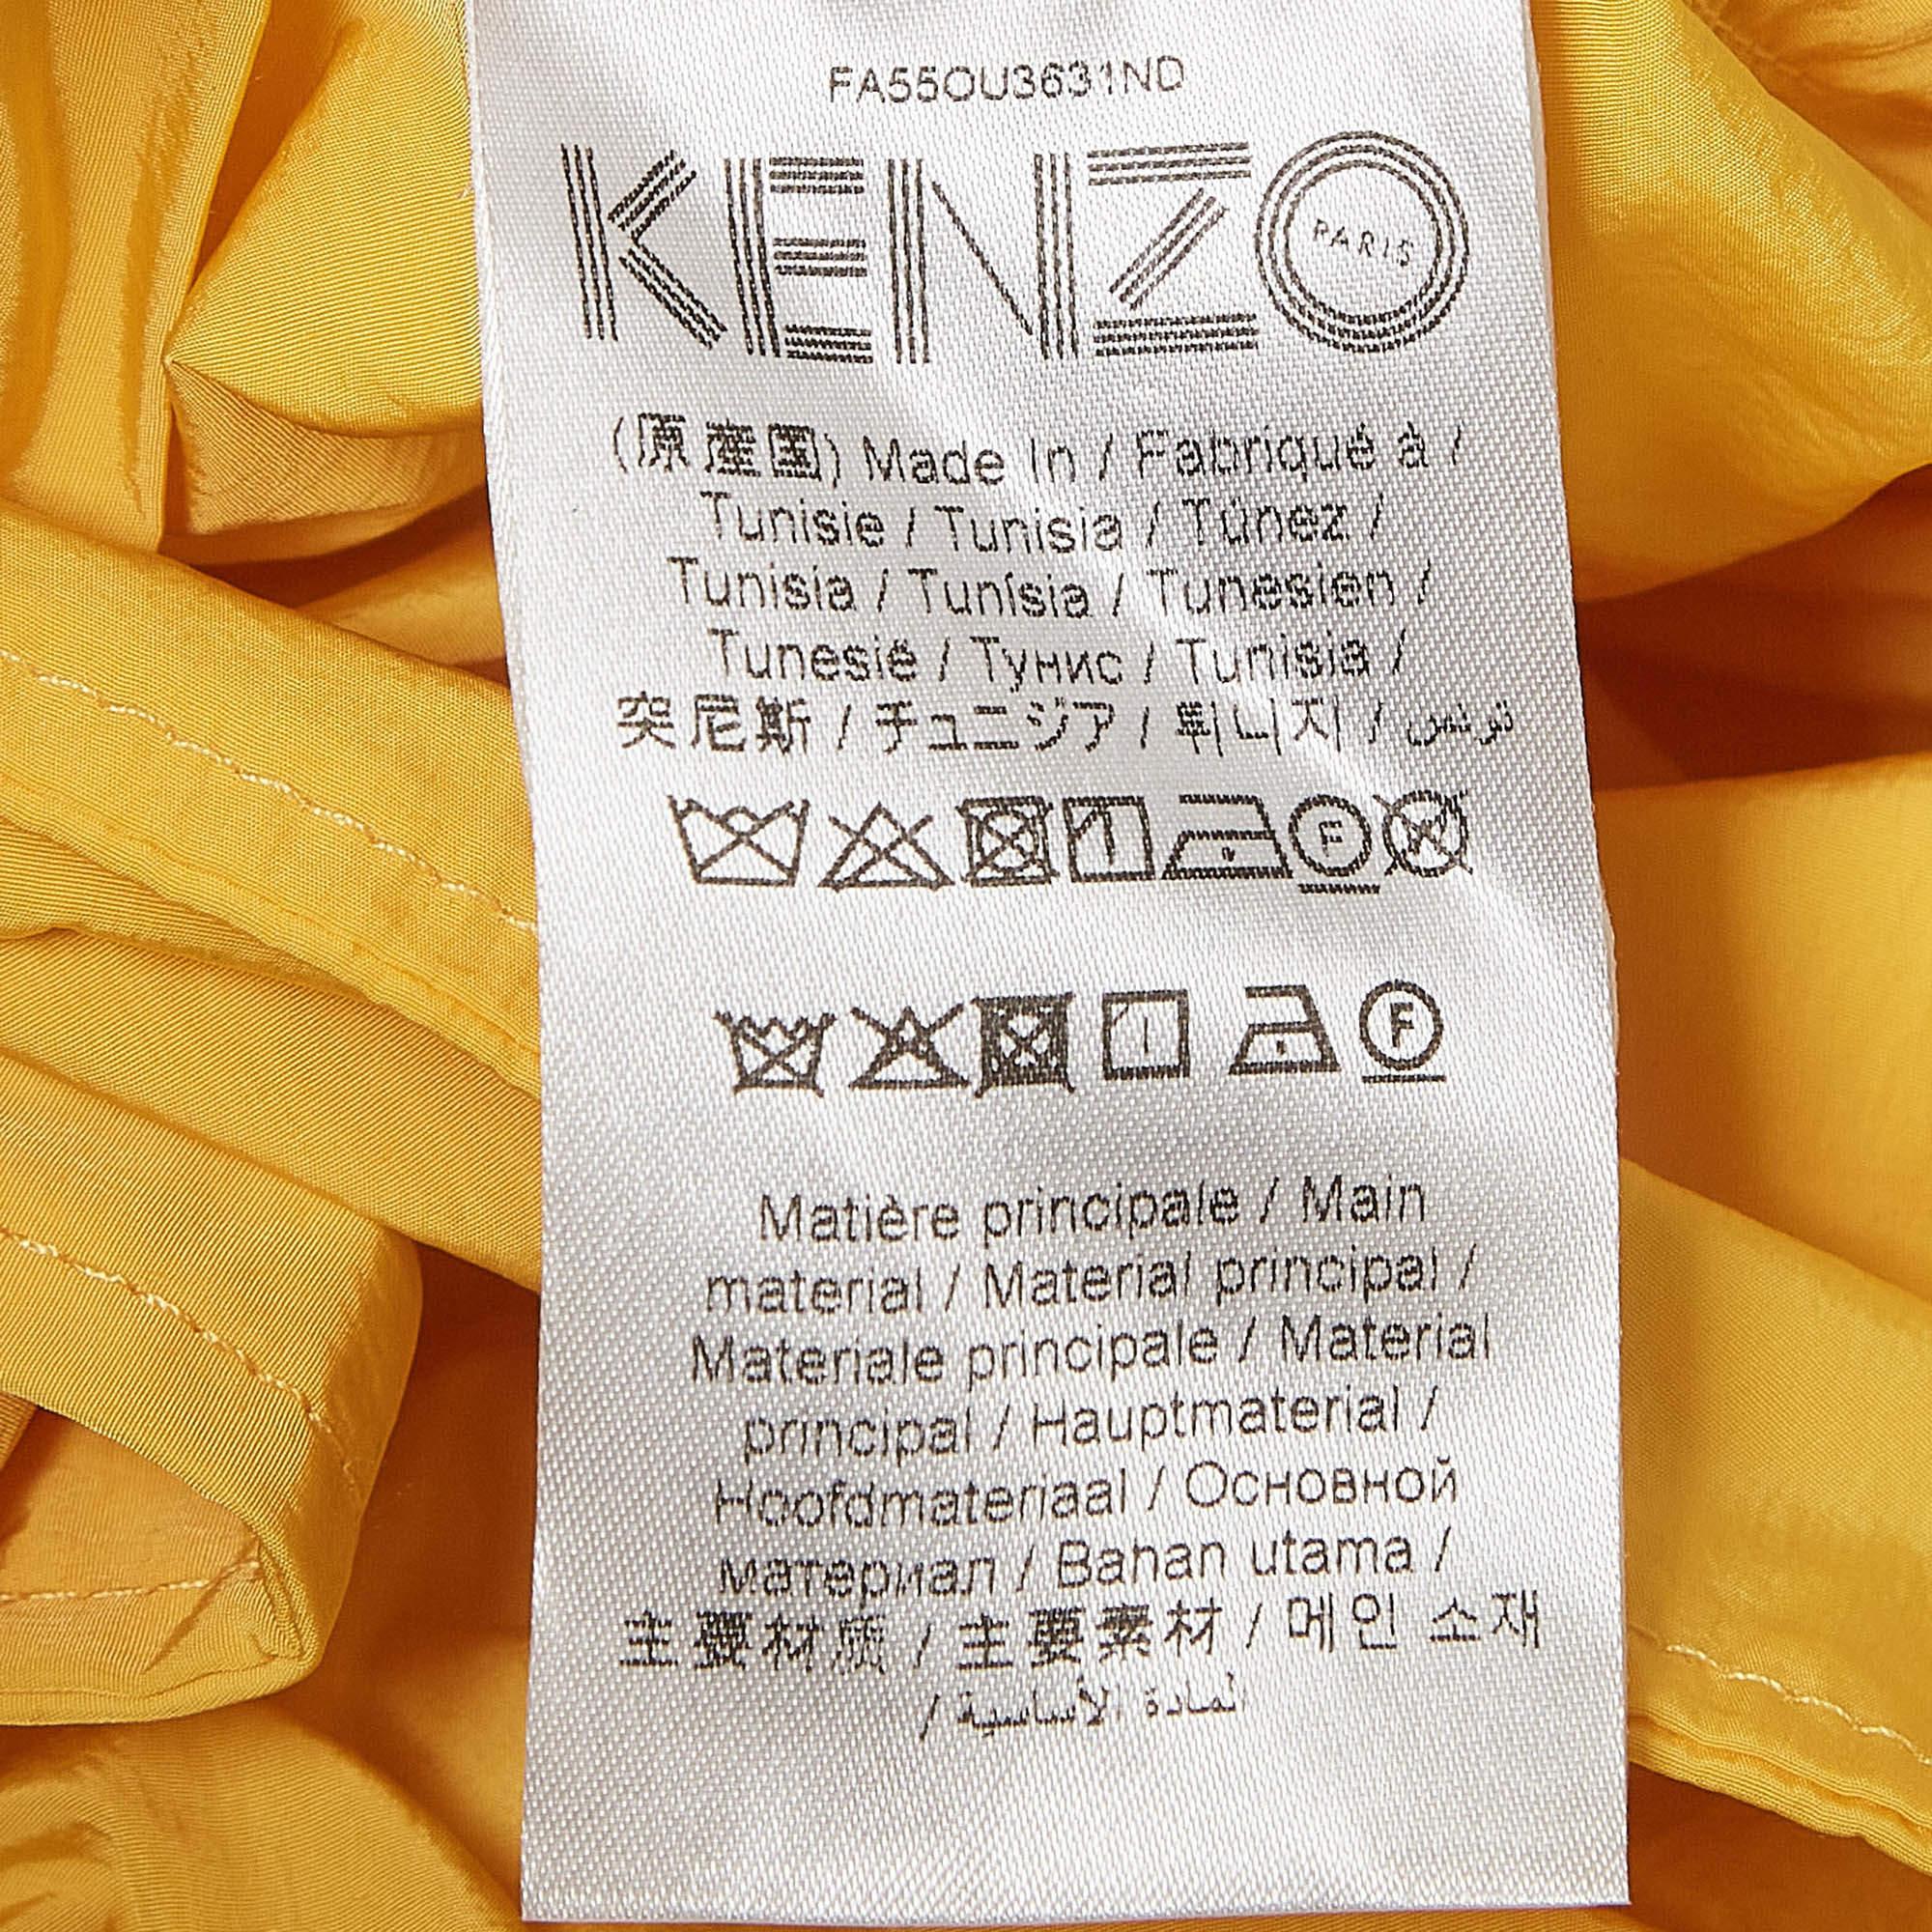 FA55OU3631ND
KENZO
PARIS
(原産国) Made In / Fabriqué à /
Tunisie / Tunisia / Túnez /
Tunisia / Tunísia / Tunesien /
Tunesië / Тунис / Tunisia /
突尼斯 / チュニジア / 튀니지 / تونس
F
F
Matière principale / Main
material / Material principal /
Materiale principale / Material
principal / Hauptmaterial /
Hoofdmateriaal / Основной
материал / Bahan utama /
主要材质 / 主要素材 / 메인 소재
/ لمادة الأساسية